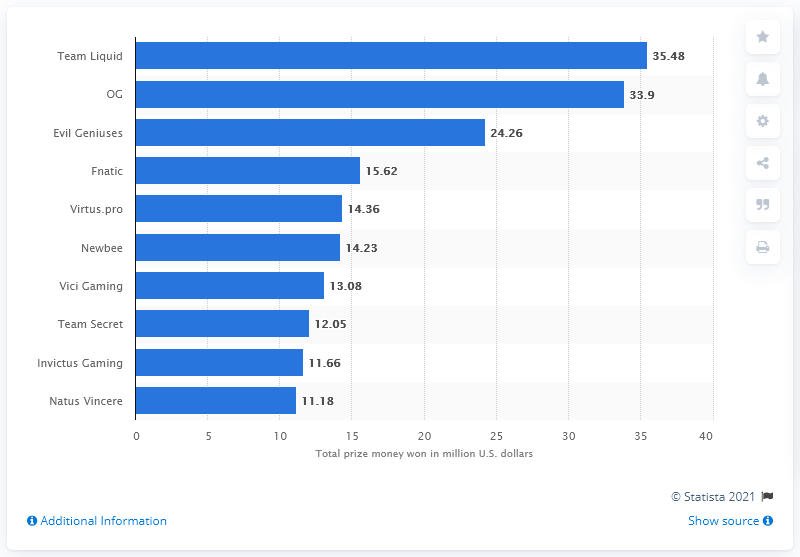 Team Liquid 35.48
OG 33.9
Evil Geniuses 24.26
Fnatic 15.62
Virtus.pro 14.36
Newbee 14.23
Vici Gaming 13.08
Team Secret 12.05
Invictus Gaming 11.66
Natus Vincere 11.18
0 5 10 15 20 25 30 35 40
Total prize money won in million U.S. dollars
© Statista 2021
Additional Information Show source